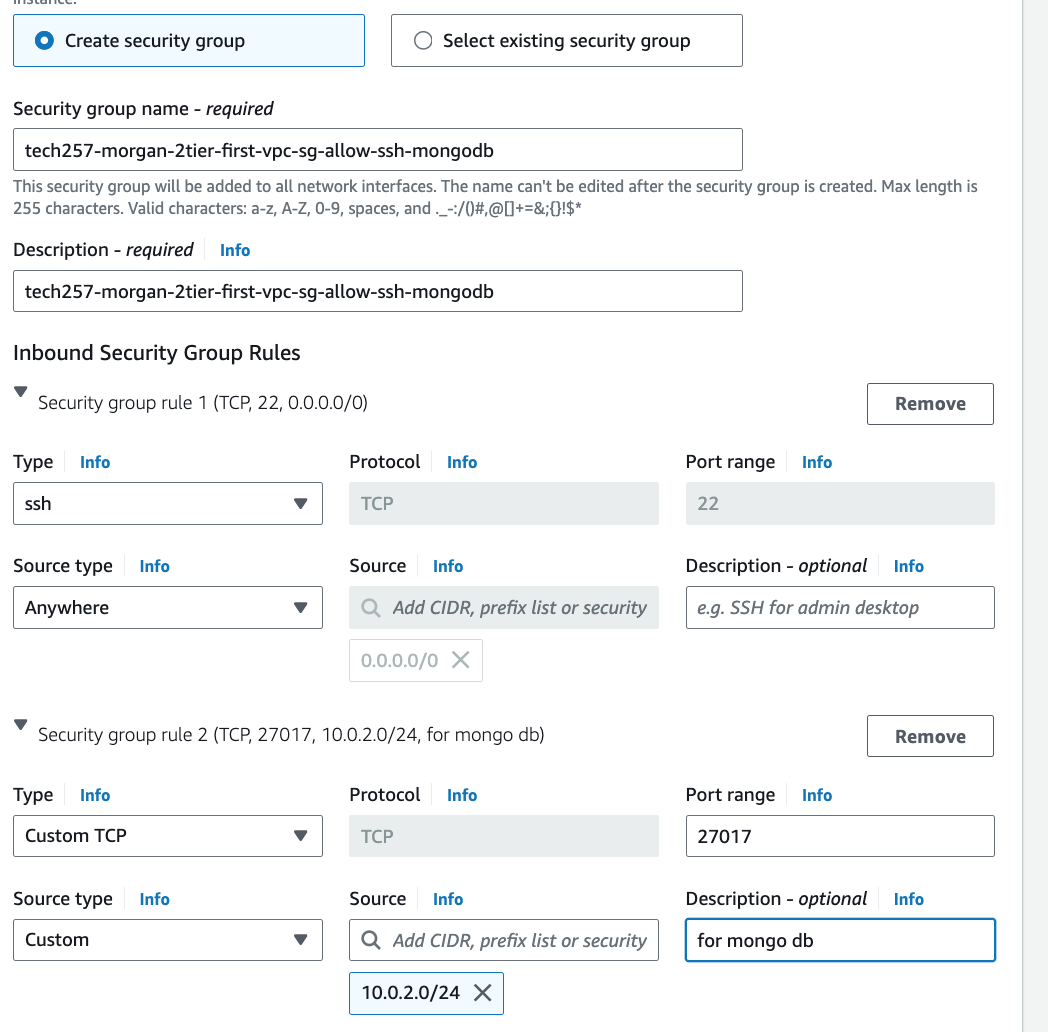 instance.
Create security group
Select existing security group
Security group name - required
tech257-morgan-2tier-first-vpc-sg-allow-ssh-mongodb
This security group will be added to all network interfaces. The name can't be edited after the security group is created. Max length is
255 characters. Valid characters: a-z, A-Z, 0-9, spaces, and ._-:/()#,@[]+=&;{}!$*
Description - required Info
tech257-morgan-2tier-first-vpc-sg-allow-ssh-mongodb
Inbound Security Group Rules
Security group rule 1 (TCP, 22, 0.0.0.0/0) Remove
Type Info Protocol Info Port range Info
ssh TCP 22
Source type Info Source Info Description - optional Info
Anywhere Add CIDR, prefix list or security e.g. SSH for admin desktop
0.0.0.0/0
Security group rule 2 (TCP, 27017, 10.0.2.0/24, for mongo db) Remove
Type Info Protocol Info Port range Info
Custom TCP TCP 27017
Source type Info Source Info Description - optional Info
Custom Add CIDR, prefix list or security for mongo db
10.0.2.0/24